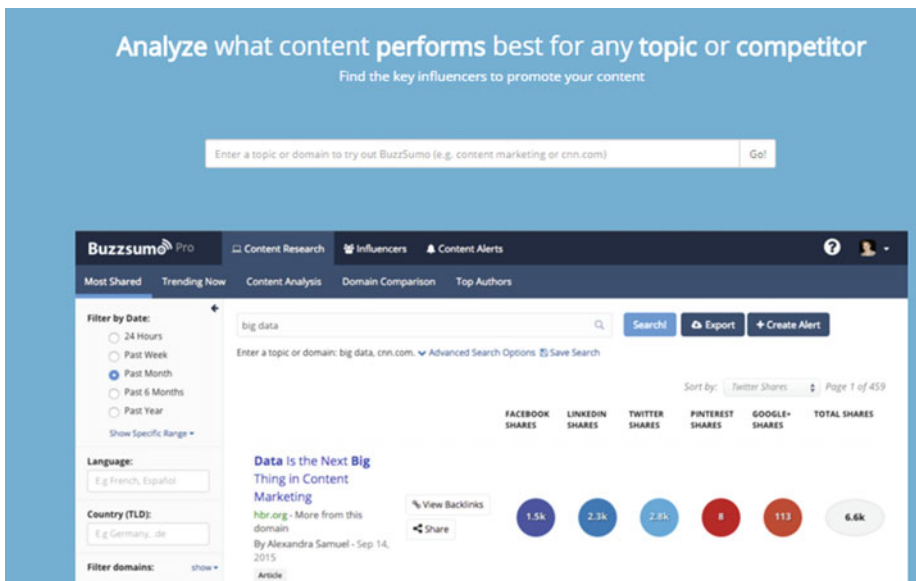 Analyze what content performs best for any topic or competitor
Find the key influencers to promote your content
Enter a topic or domain to try out BuzzSumo (e.g. content marketing or cnn.com)
Go!
Buzzsumo Pro
Content Research
Influencers
Content Alerts
?
Most Shared
Trending Now
Content Analysis
Domain Comparison
Top Authors
Filter by Date:
24 Hours
Past Week
Past Month
Past 6 Months
Past Year
Show Specific Range
Language:
E.g French, Español
Country (TLD):
E.g Germany, .de
Filter domains:
show
big data
Search!
Export
+ Create Alert
Enter a topic or domain: big data, cnn.com. Advanced Search Options Save Search
Sort by: Twitter Shares Page 1 of 459
FACEBOOK SHARES
LINKEDIN SHARES
TWITTER SHARES
PINTEREST SHARES
GOOGLE+ SHARES
TOTAL SHARES
Data Is the Next Big
Thing in Content
Marketing
hbr.org - More from this
domain
By Alexandra Samuel - Sep 14,
2015
Article
View Backlinks
Share
1.5k
2.3k
2.8k
8
113
6.6k